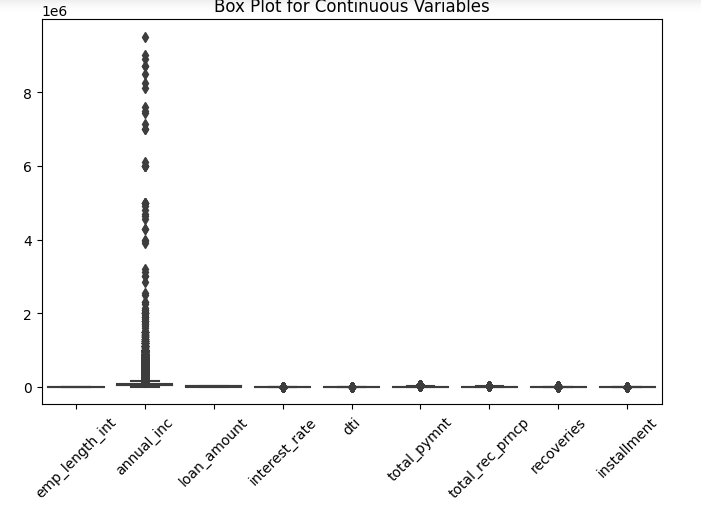 Box Plot for Continuous Variables
1e6
8
6
4
2
0
emp_length_int
annual_inc
loan_amount
interest_rate
dti
total_pymnt
total_rec_prncp
recoveries
installment